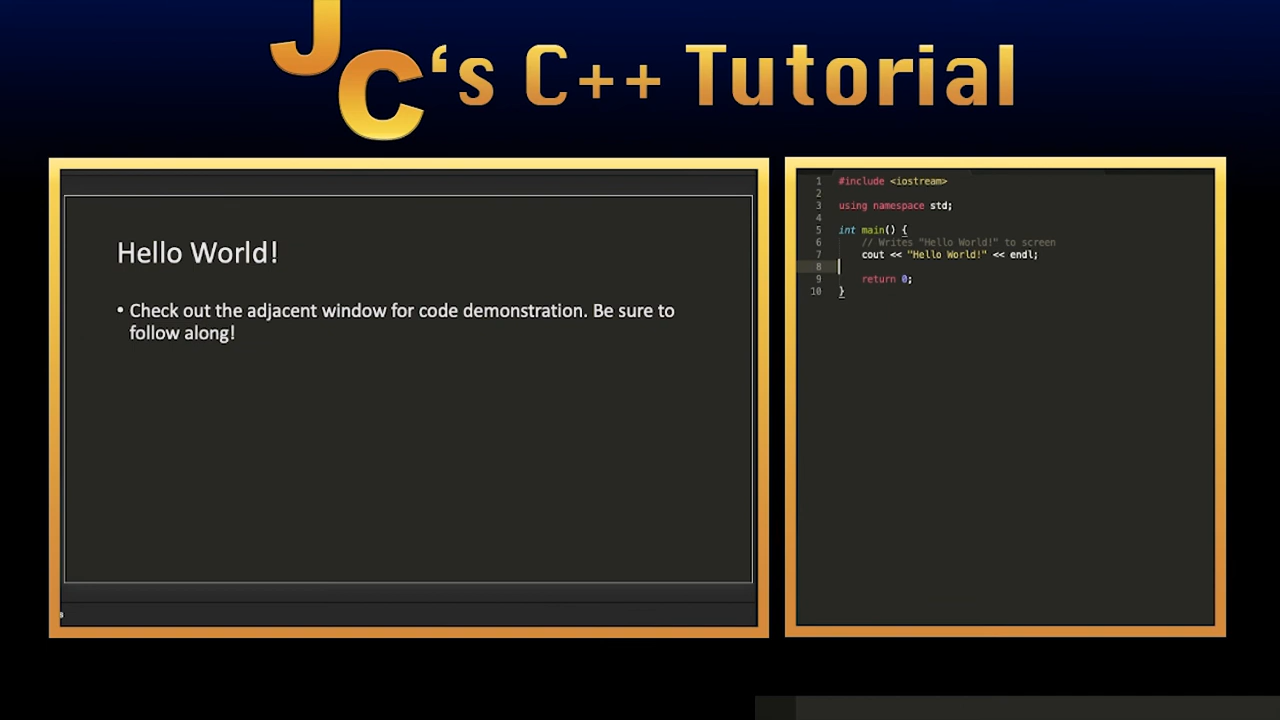 JC's C++ Tutorial
Hello World!
• Check out the adjacent window for code demonstration. Be sure to
follow along!
1 #include <iostream>
2
3 using namespace std;
4
5 int main() {
6 // Writes "Hello World!" to screen
7 cout << "Hello World!" << endl;
8
9 return 0;
10 }